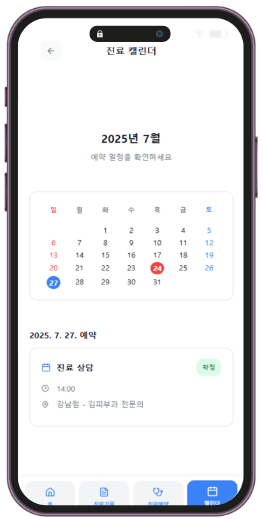 진료 캘린더
2025년 7월
예약 일정을 확인하세요
일 월 화 수 목 금 토
1 2 3 4 5
6 7 8 9 10 11 12
13 14 15 16 17 18 19
20 21 22 23 24 25 26
27 28 29 30 31
2025. 7. 27. 예약
진료 상담 확정
14:00
강남점 - 김피부과 전문의
홈 진료기록 진료예약 캘린더